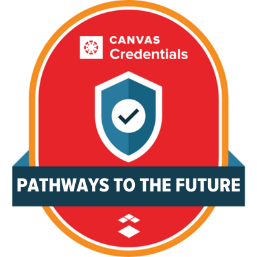 CANVAS
Credentials
PATHWAYS TO THE FUTURE